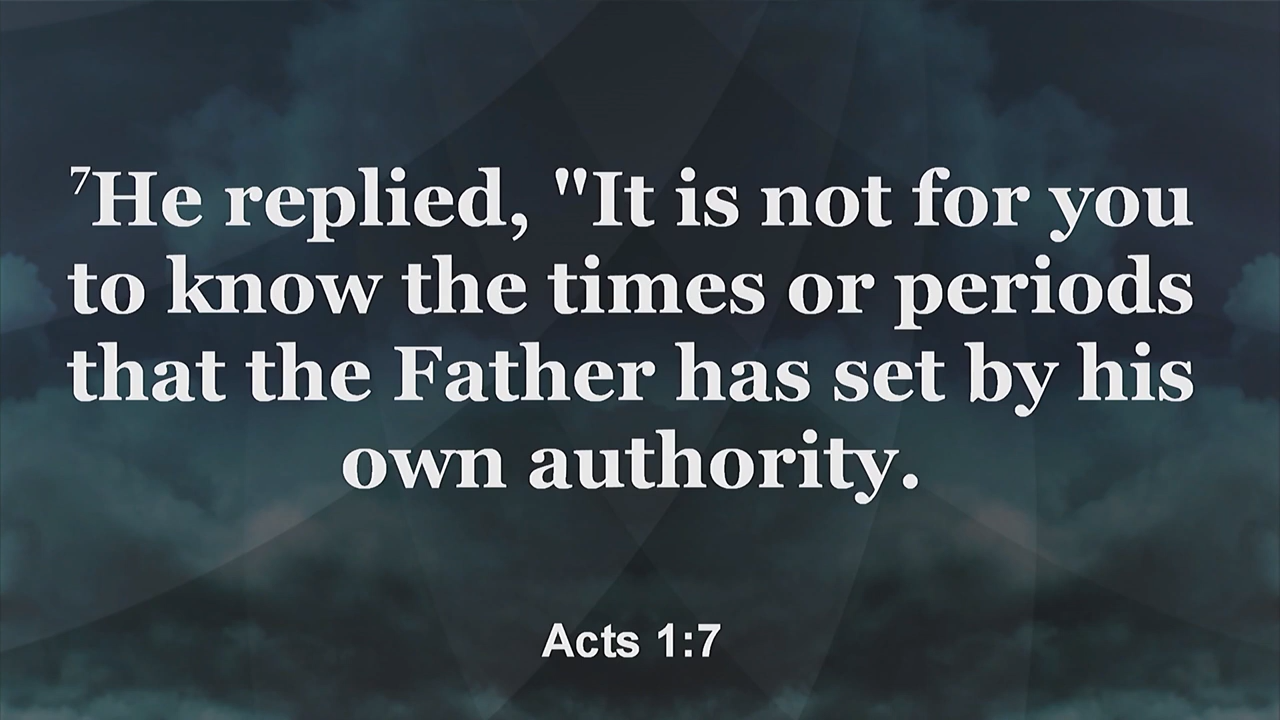 ⁷He replied, "It is not for you
to know the times or periods
that the Father has set by his
own authority.
Acts 1:7